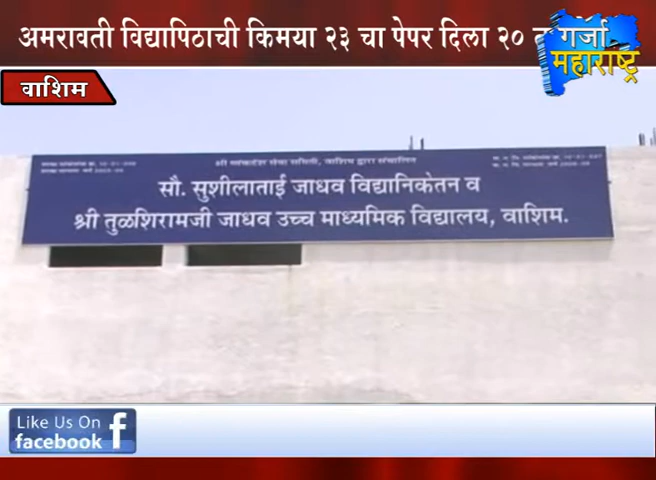 अमरावती विद्यापिठाची किमया २३ चा पेपर दिला २० ला
गर्जा
महाराष्ट्र
वाशिम
सौ. सुशीलाताई जाधव विद्यानिकेतन व
श्री तुळशिरामजी जाधव उच्च माध्यमिक विद्यालय, वाशिम.
Like Us On
facebook